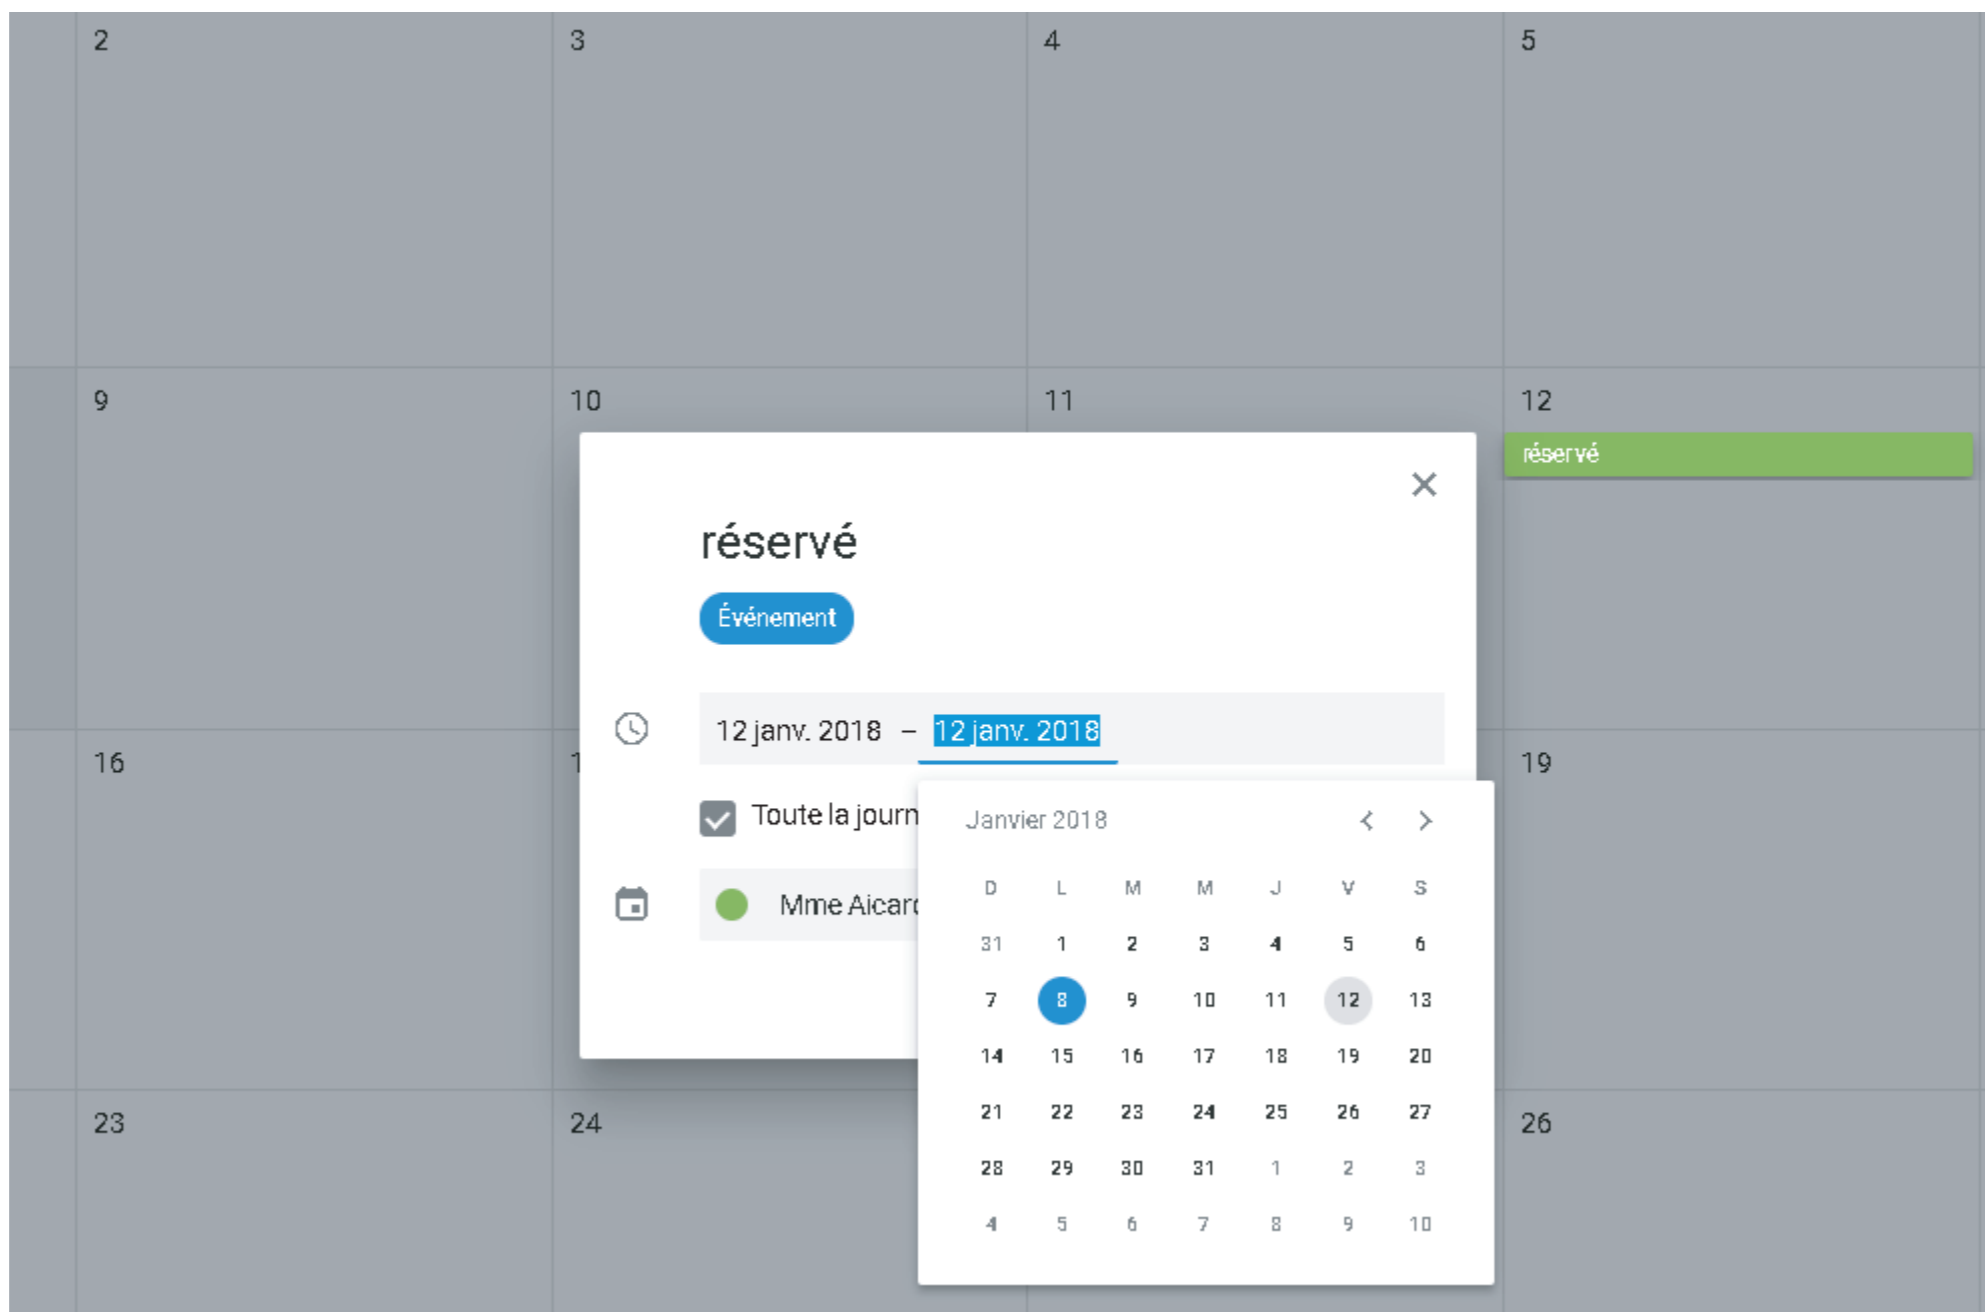 2 3 4 5
9 10 11 12
réservé
réservé
Événement
12 janv. 2018 – 12 janv. 2018
16 19
Toute la journ
Mme Aicard
Janvier 2018
D L M M J V S
31 1 2 3 4 5 6
7 8 9 10 11 12 13
14 15 16 17 18 19 20
21 22 23 24 25 26 27
28 29 30 31 1 2 3
4 5 6 7 8 9 10
23 24 26